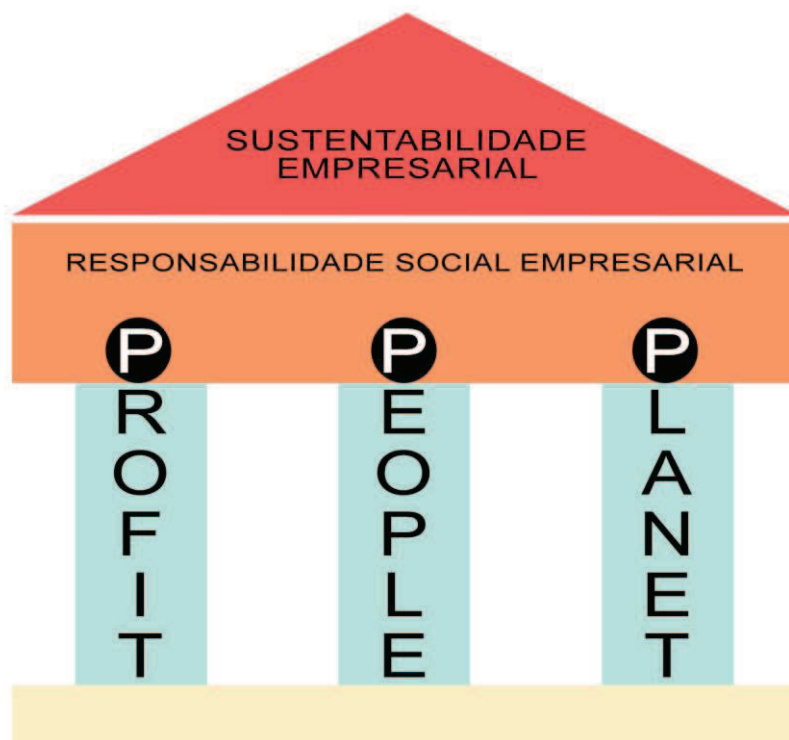 SUSTENTABILIDADE
EMPRESARIAL
RESPONSABILIDADE SOCIAL EMPRESARIAL
PROFIT
PEOPLE
PLANET